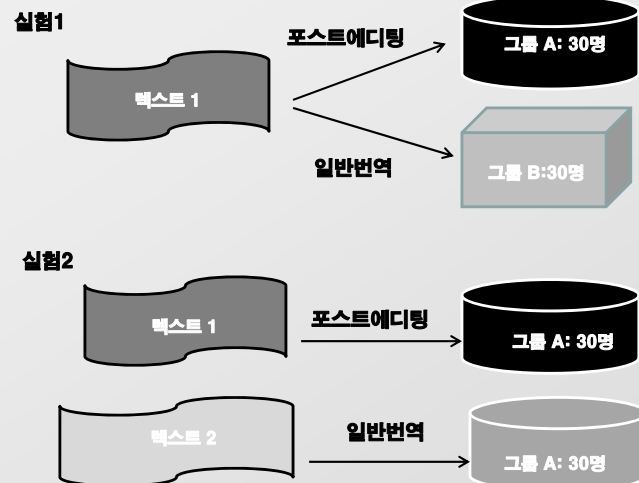 실험1
포스트에디팅
그룹 A: 30명
텍스트 1
일반번역
그룹 B:30명
실험2
텍스트 1
포스트에디팅
그룹 A: 30명
텍스트 2
일반번역
그룹 A: 30명